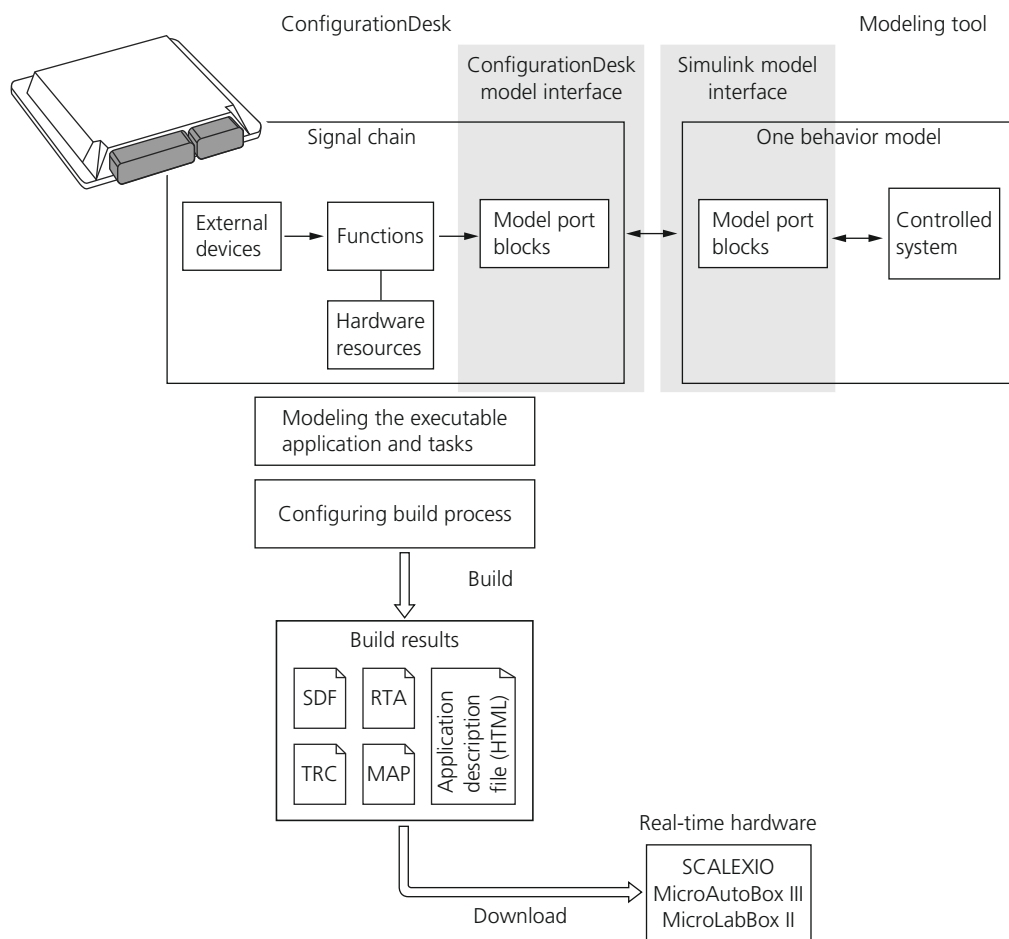 ConfigurationDesk
Modeling tool
ConfigurationDesk
model interface
Simulink model
interface
Signal chain
One behavior model
External
devices
Functions
Model port
blocks
Model port
blocks
Controlled
system
Hardware
resources
Modeling the executable
application and tasks
Configuring build process
Build
Build results
SDF
RTA
TRC
MAP
Application
description
file (HTML)
Real-time hardware
SCALEXIO
MicroAutoBox III
MicroLabBox II
Download